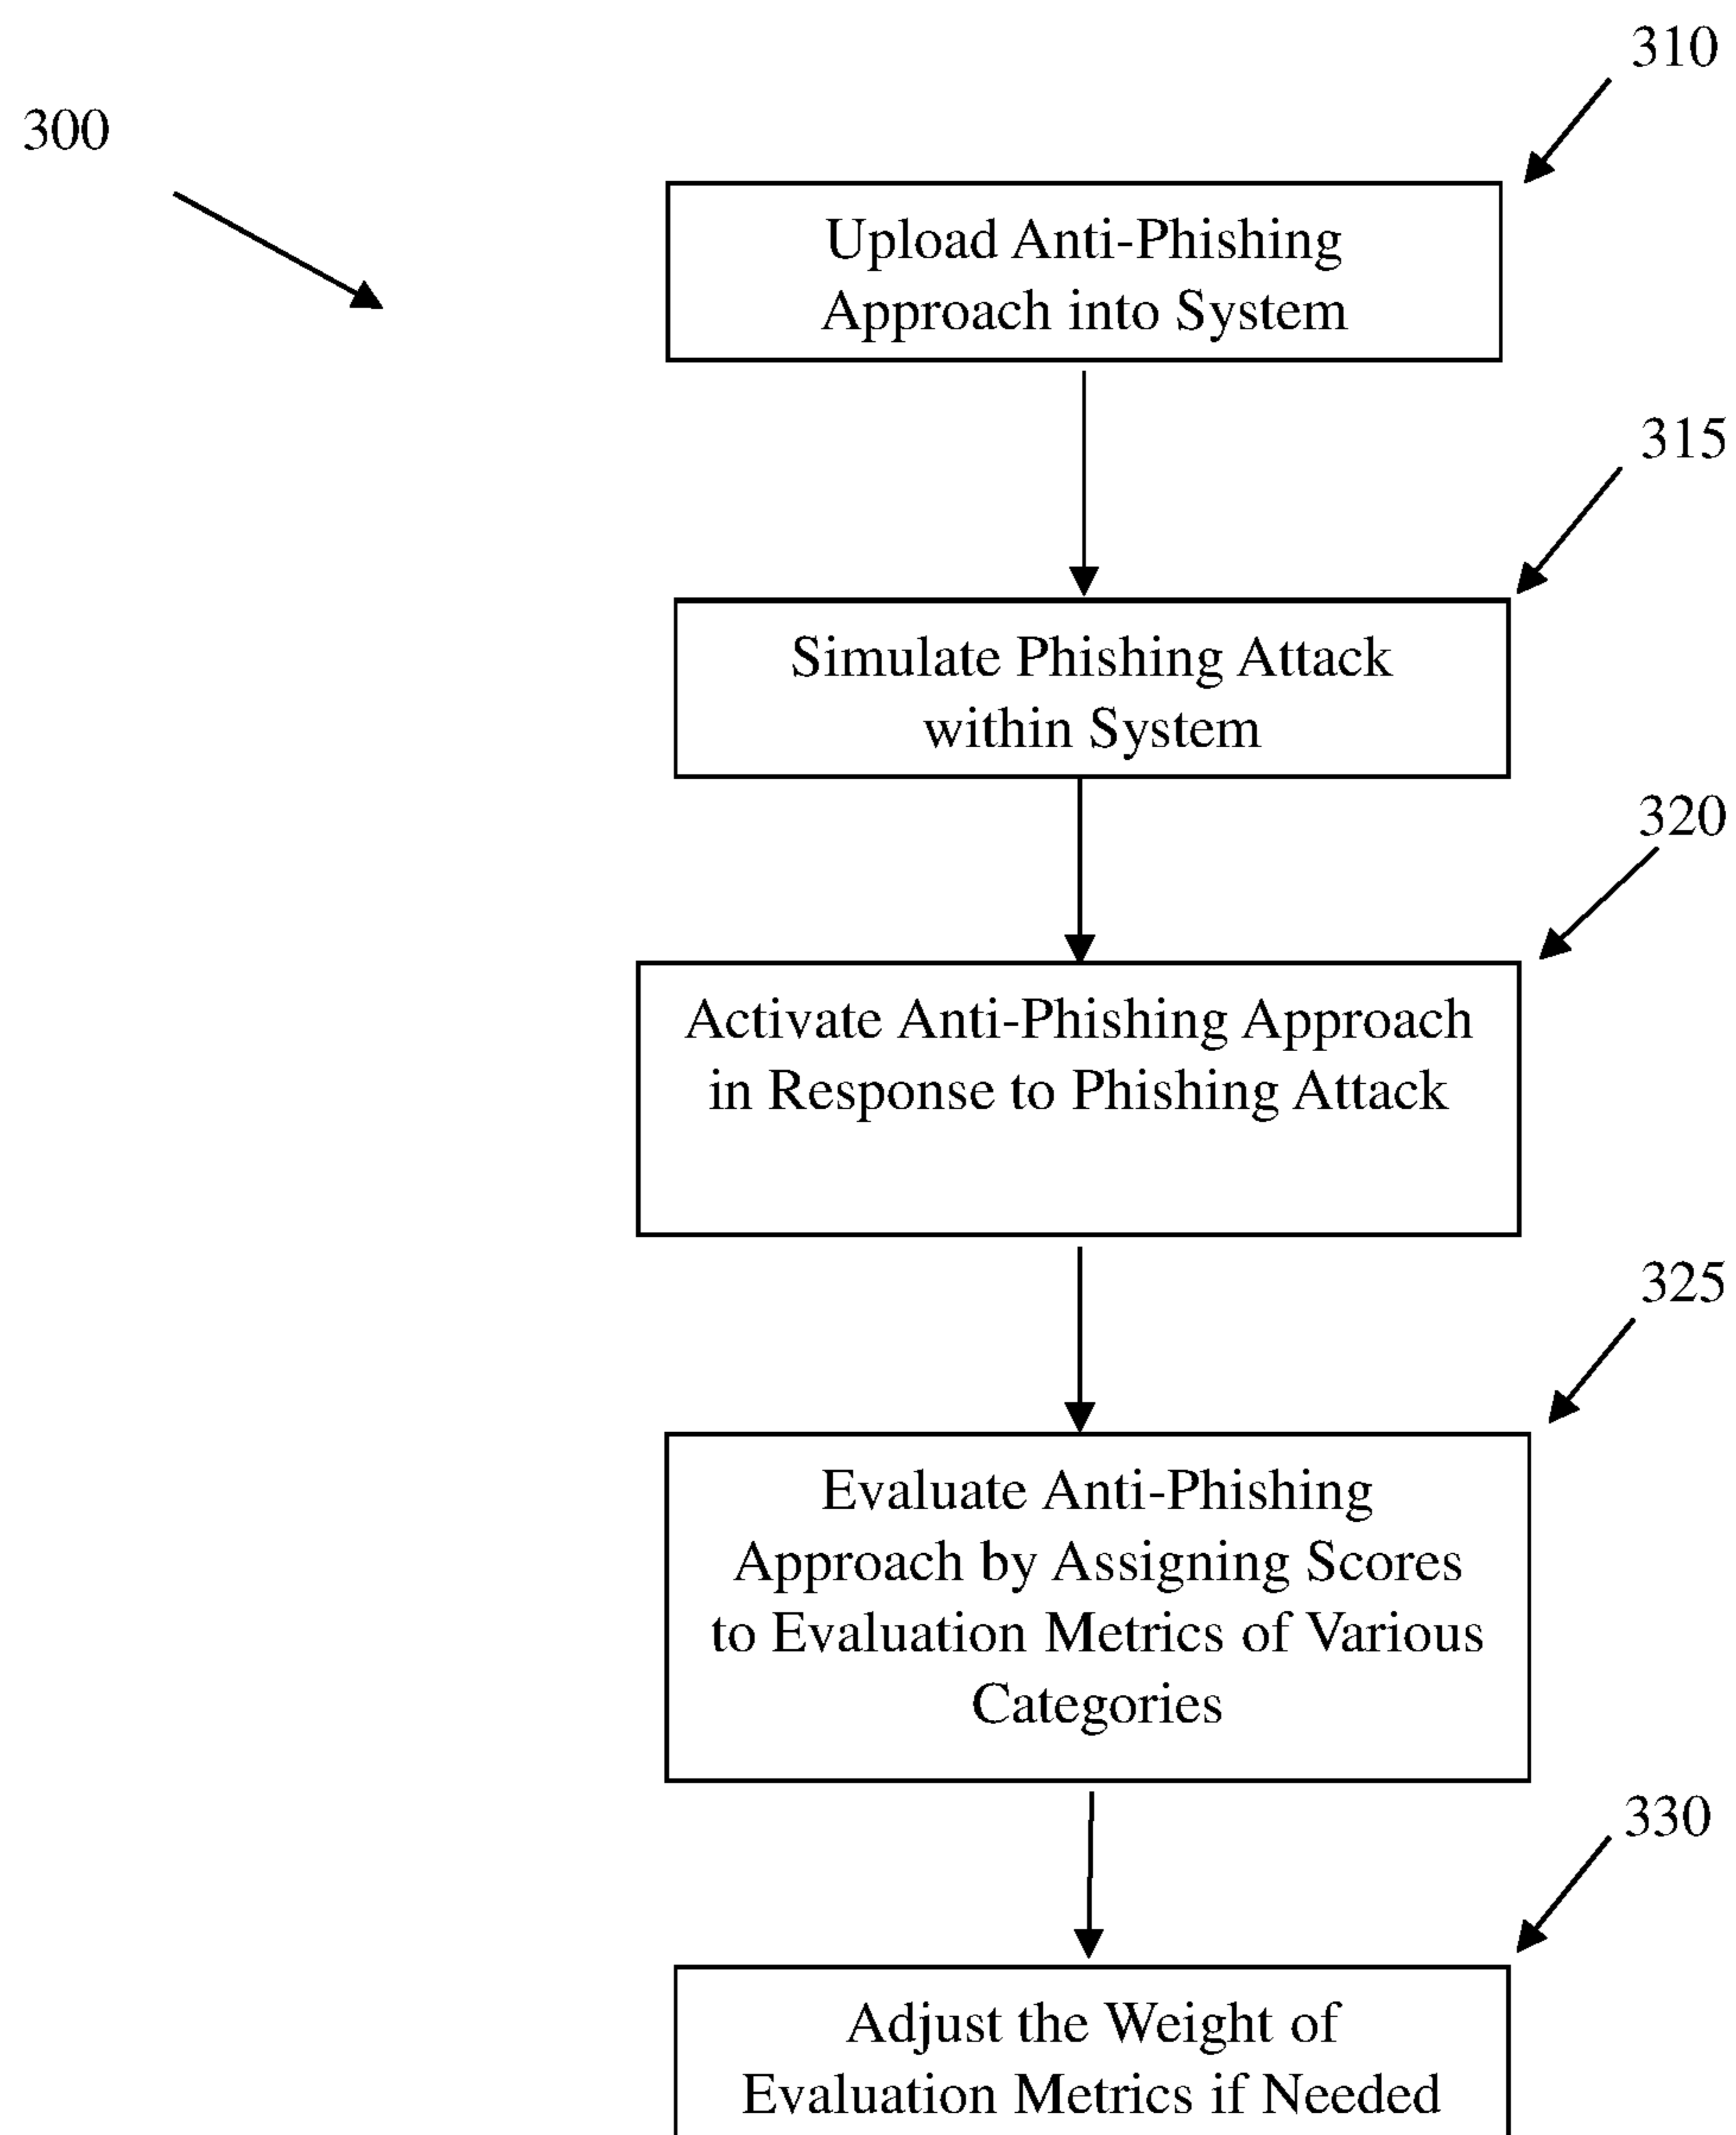 310
300
Upload Anti-Phishing
Approach into System
315
Simulate Phishing Attack
within System
320
Activate Anti-Phishing Approach
in Response to Phishing Attack
325
Evaluate Anti-Phishing
Approach by Assigning Scores
to Evaluation Metrics of Various
Categories
330
Adjust the Weight of
Evaluation Metrics if Needed